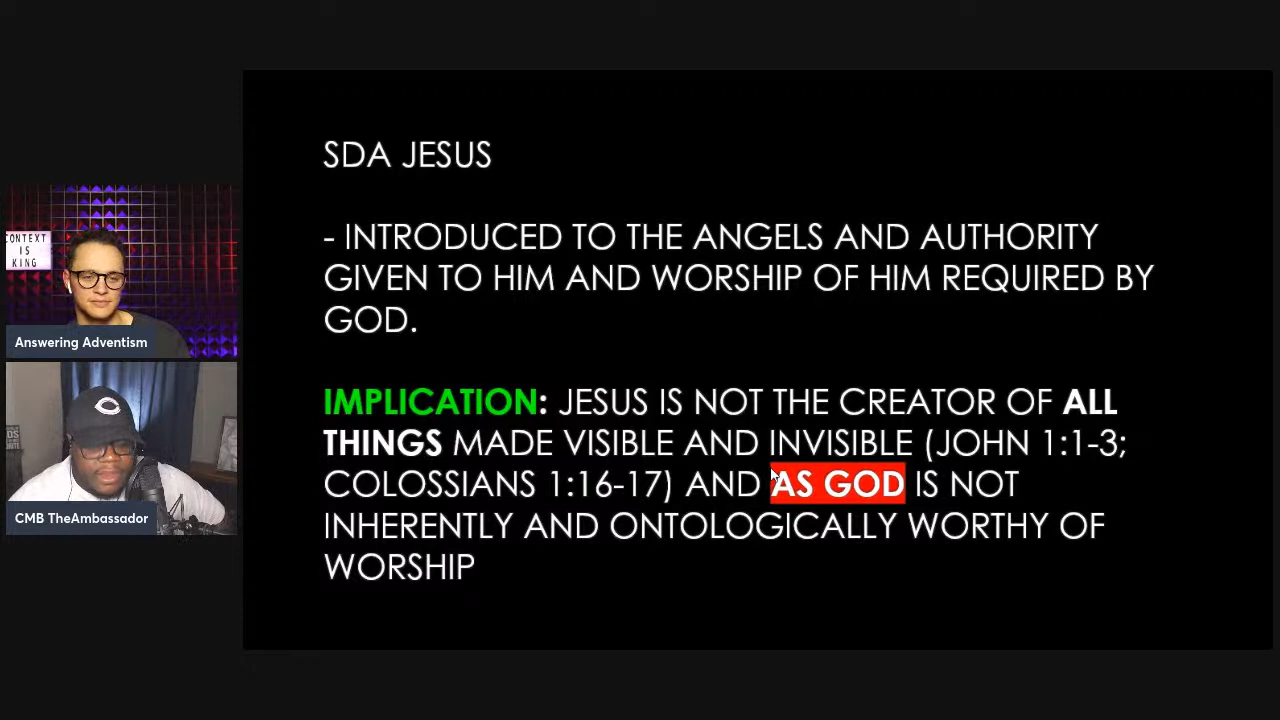 SDA JESUS
- INTRODUCED TO THE ANGELS AND AUTHORITY
GIVEN TO HIM AND WORSHIP OF HIM REQUIRED BY
GOD.
IMPLICATION: JESUS IS NOT THE CREATOR OF ALL
THINGS MADE VISIBLE AND INVISIBLE (JOHN 1:1-3;
COLOSSIANS 1:16-17) AND AS GOD IS NOT
INHERENTLY AND ONTOLOGICALLY WORTHY OF
WORSHIP
CONTEXT
IS
KING
Answering Adventism
CMB TheAmbassador